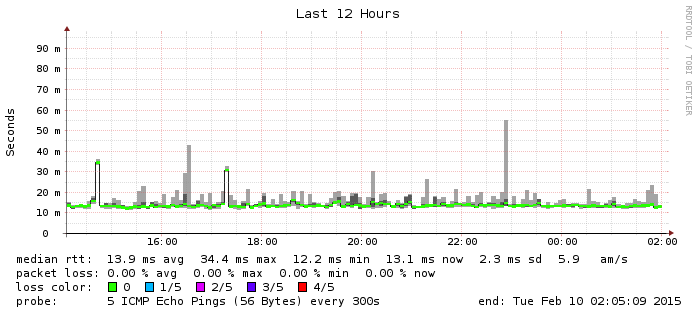 Last 12 Hours
RRDTOOL / TOBI OETIKER
Seconds
90 m
80 m
70 m
60 m
50 m
40 m
30 m
20 m
10 m
0
16:00 18:00 20:00 22:00 00:00 02:00
median rtt: 13.9 ms avg 34.4 ms max 12.2 ms min 13.1 ms now 2.3 ms sd 5.9 am/s
packet loss: 0.00 % avg 0.00 % max 0.00 % min 0.00 % now
loss color: 0 1/5 2/5 3/5 4/5
probe: 5 ICMP Echo Pings (56 Bytes) every 300s end: Tue Feb 10 02:05:09 2015